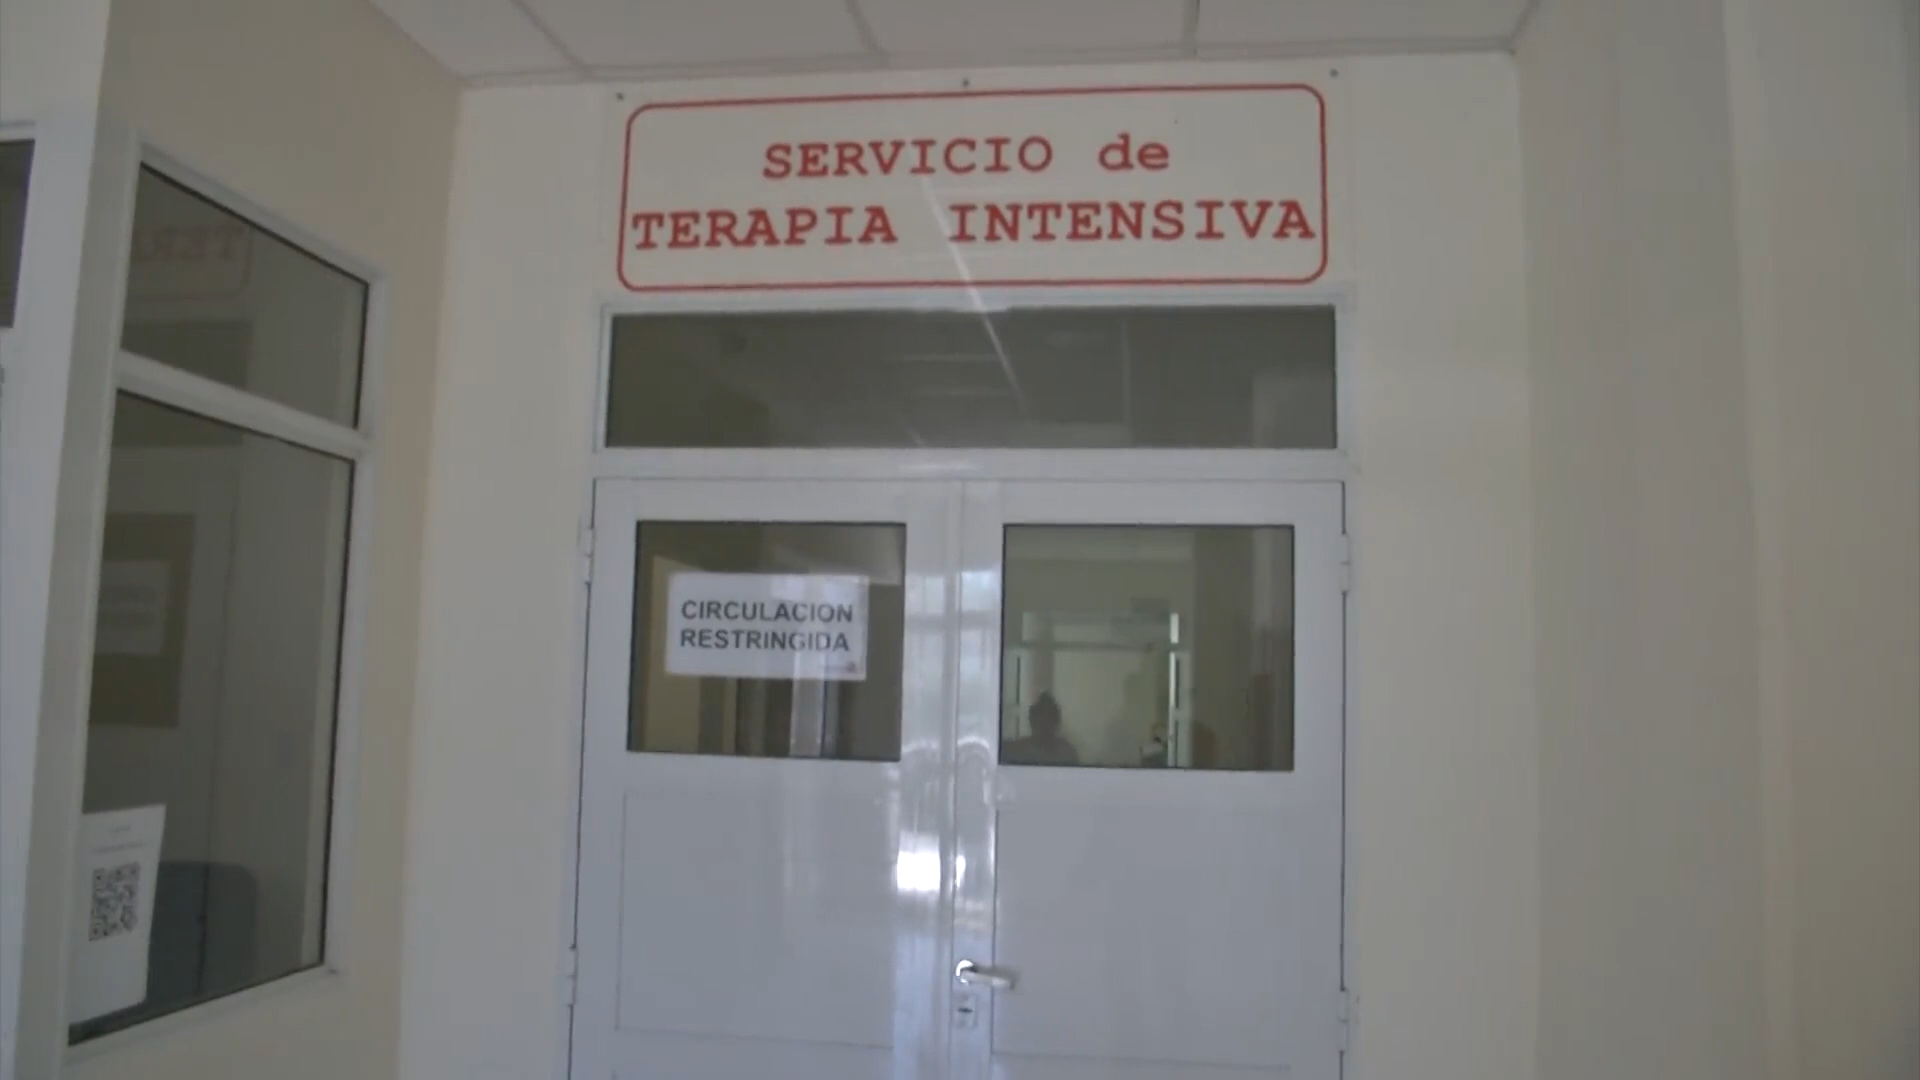 SERVICIO de
TERAPIA INTENSIVA
CIRCULACION
RESTRINGIDA